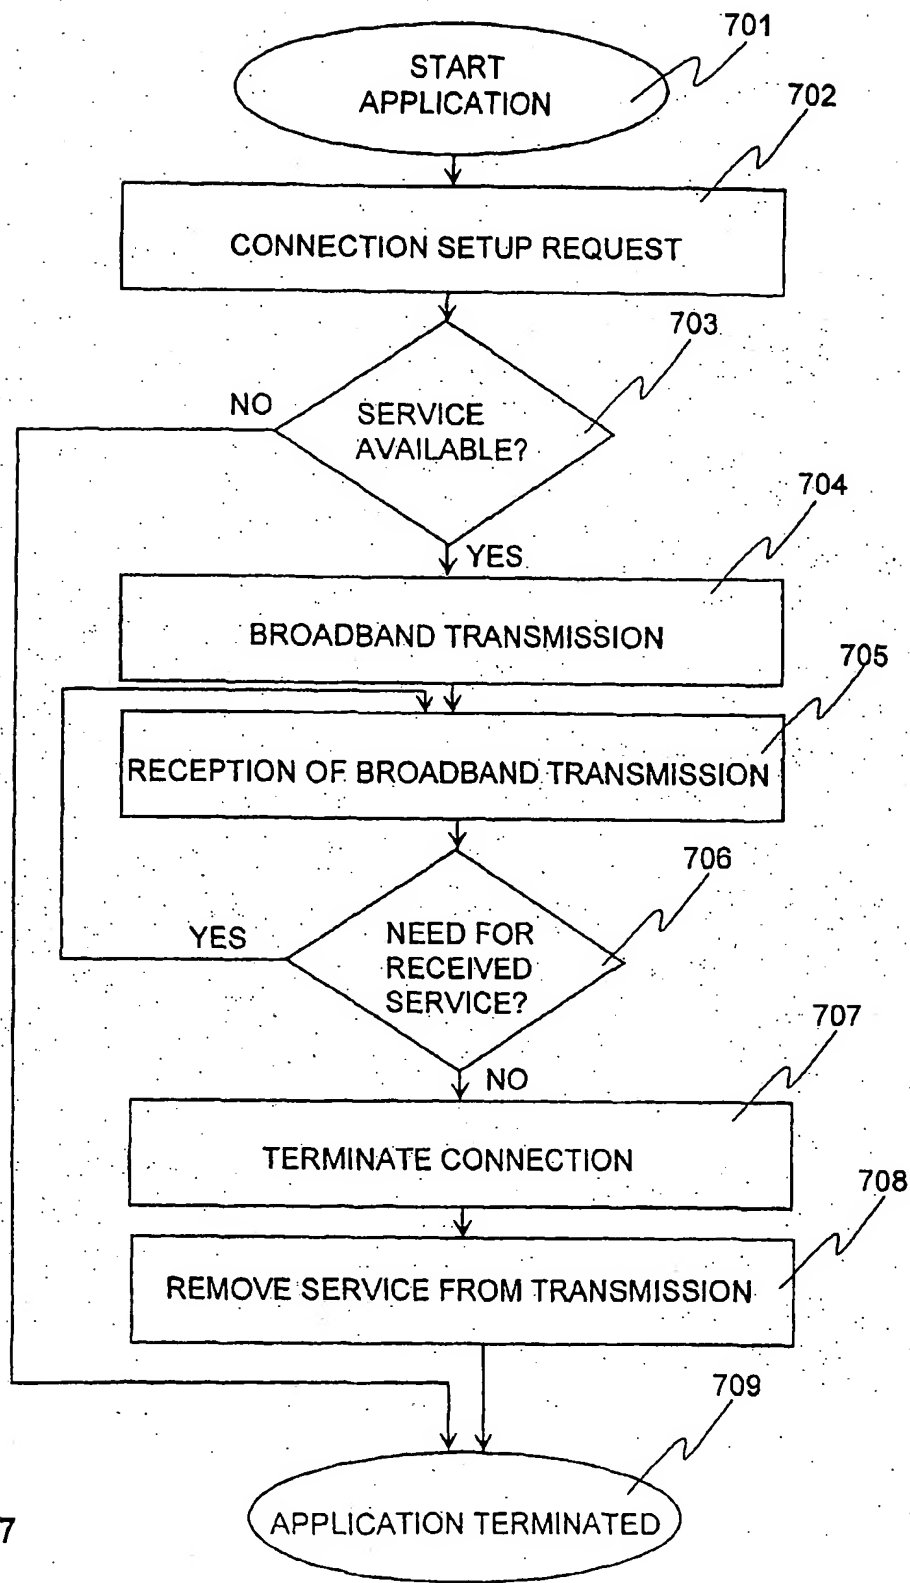 701
START
APPLICATION
702
CONNECTION SETUP REQUEST
703
NO
SERVICE
AVAILABLE?
704
YES
BROADBAND TRANSMISSION
705
RECEPTION OF BROADBAND TRANSMISSION
706
YES
NEED FOR
RECEIVED
SERVICE?
707
NO
TERMINATE CONNECTION
708
REMOVE SERVICE FROM TRANSMISSION
709
APPLICATION TERMINATED
7